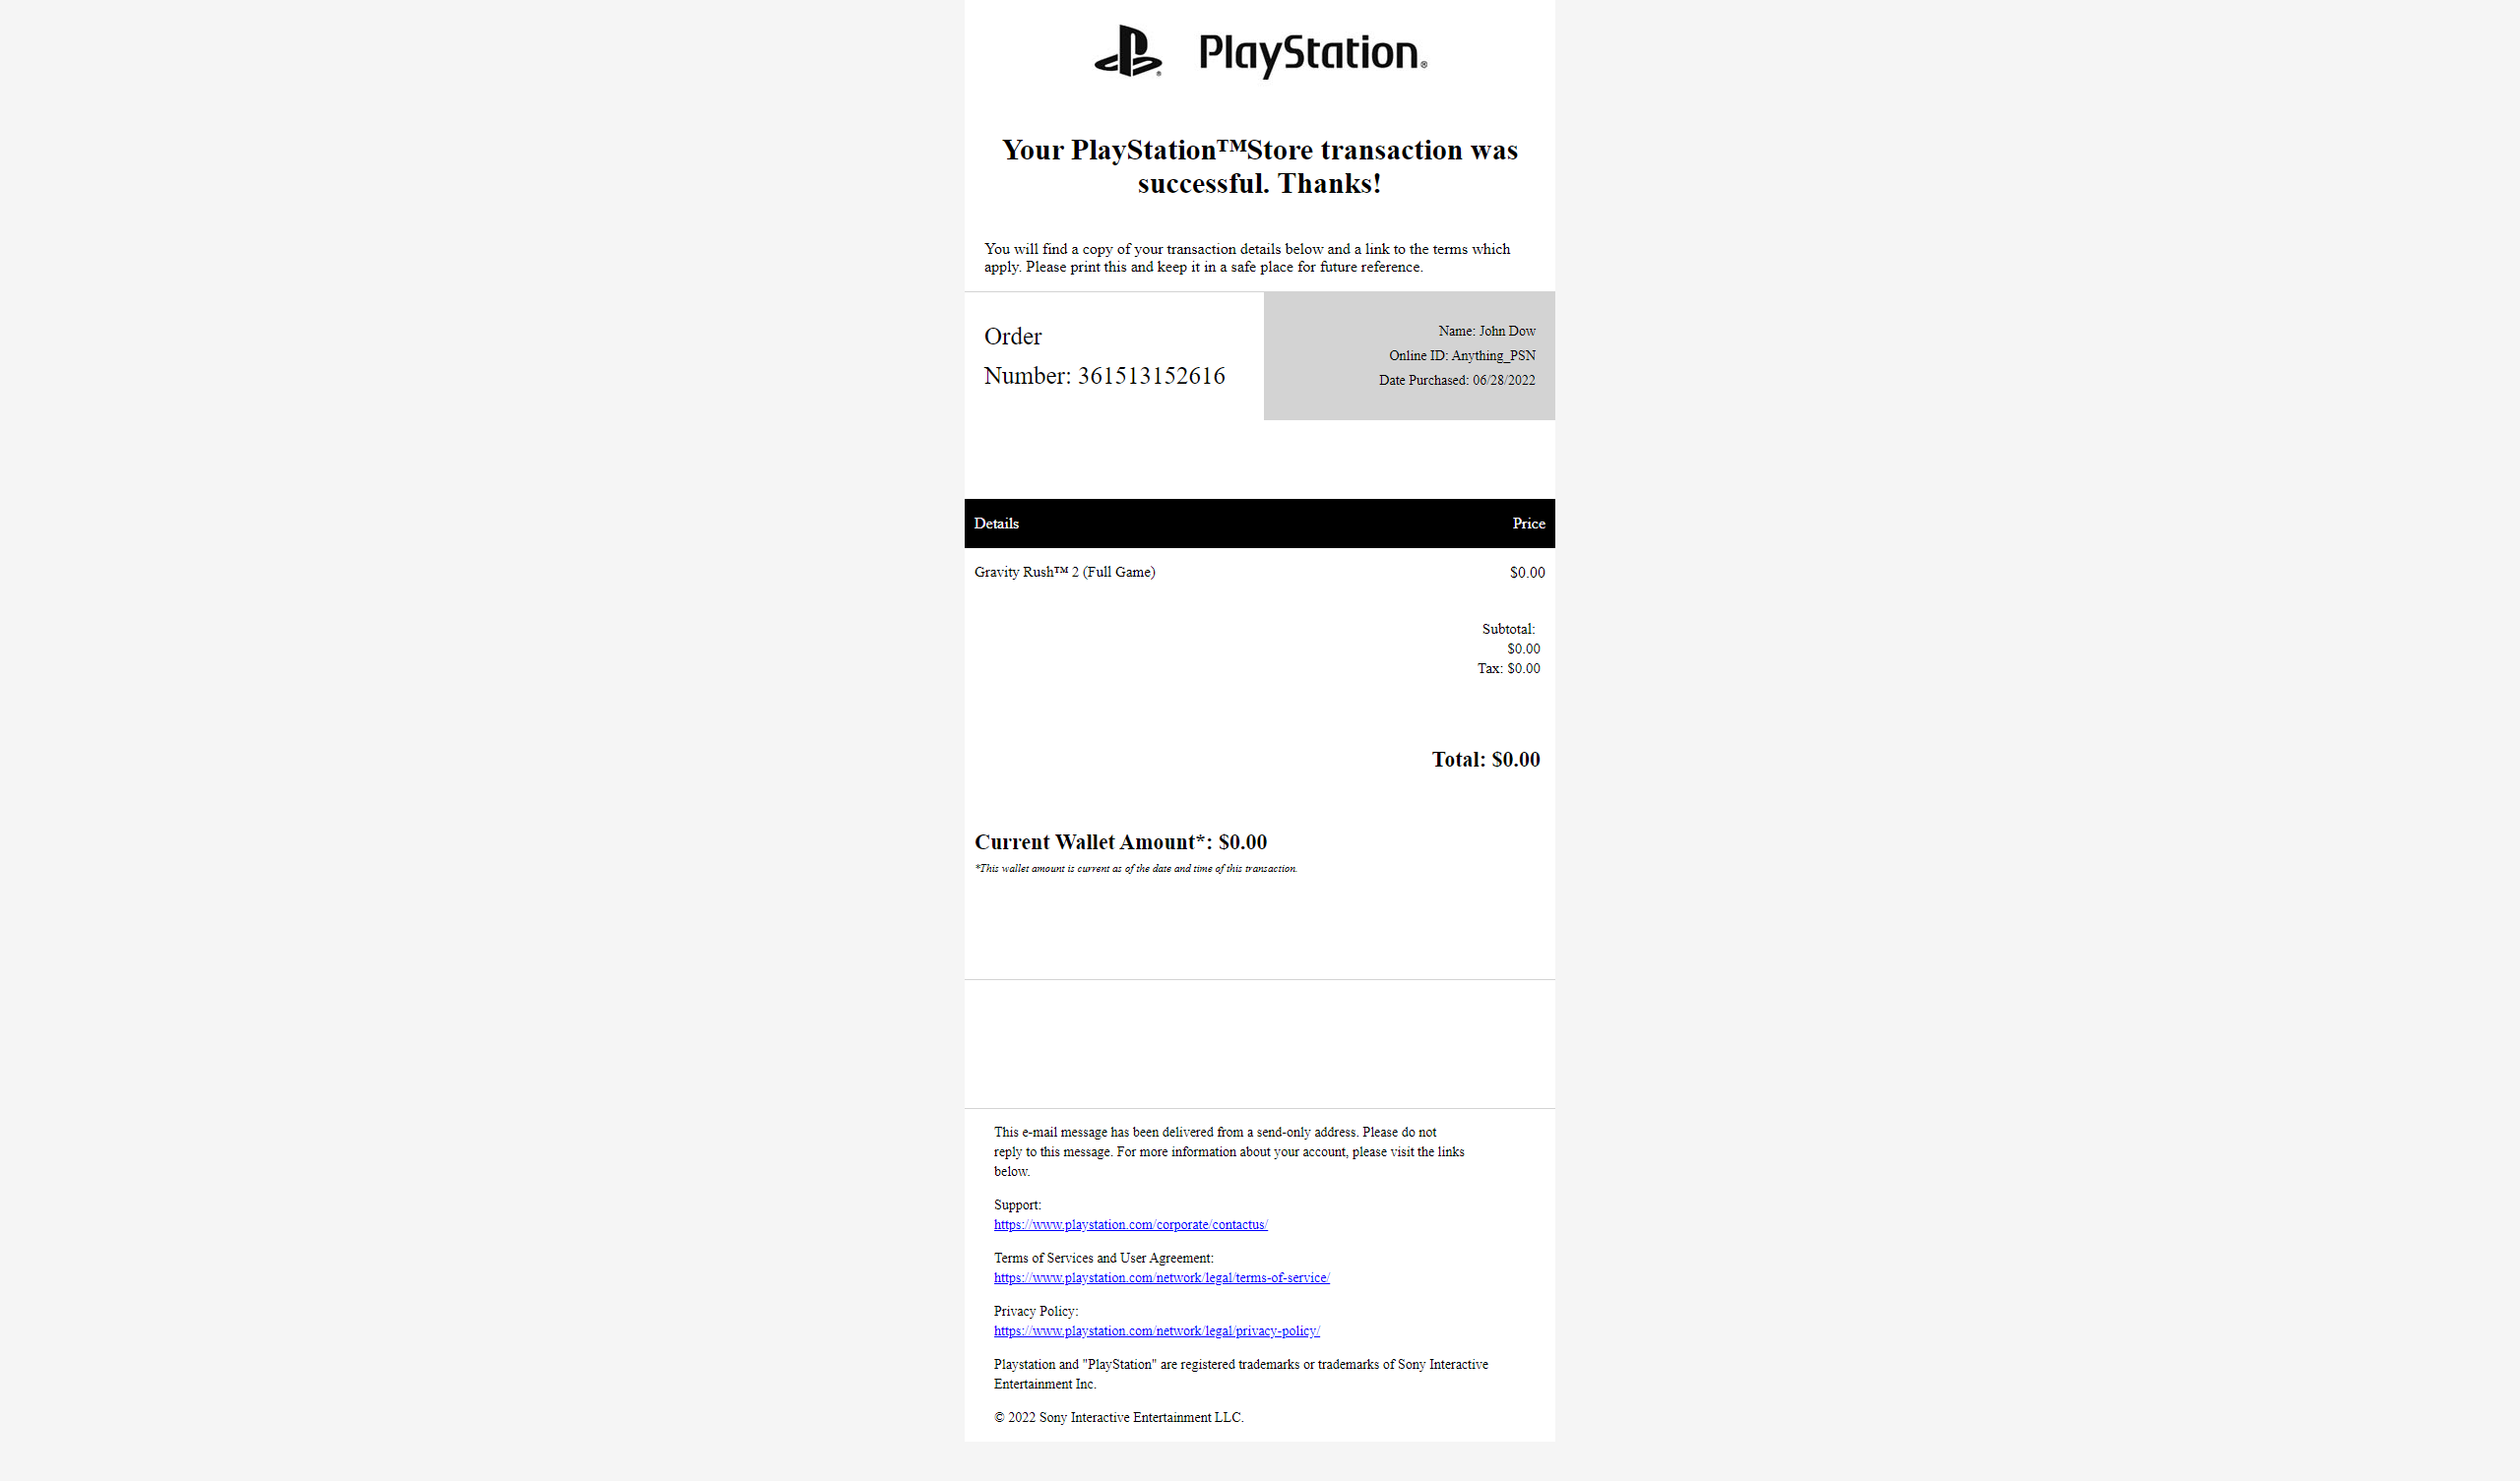 PlayStation®
Your PlayStation™Store transaction was
successful. Thanks!
You will find a copy of your transaction details below and a link to the terms which
apply. Please print this and keep it in a safe place for future reference.
Order
Number: 361513152616
Name: John Dow
Online ID: Anything_PSN
Date Purchased: 06/28/2022
Details Price
Gravity Rush™ 2 (Full Game) $0.00
Subtotal:
$0.00
Tax: $0.00
Total: $0.00
Current Wallet Amount*: $0.00
*This wallet amount is current as of the date and time of this transaction.
This e-mail message has been delivered from a send-only address. Please do not
reply to this message. For more information about your account, please visit the links
below.
Support:
https://www.playstation.com/corporate/contactus/
Terms of Services and User Agreement:
https://www.playstation.com/network/legal/terms-of-service/
Privacy Policy:
https://www.playstation.com/network/legal/privacy-policy/
Playstation and "PlayStation" are registered trademarks or trademarks of Sony Interactive
Entertainment Inc.
© 2022 Sony Interactive Entertainment LLC.